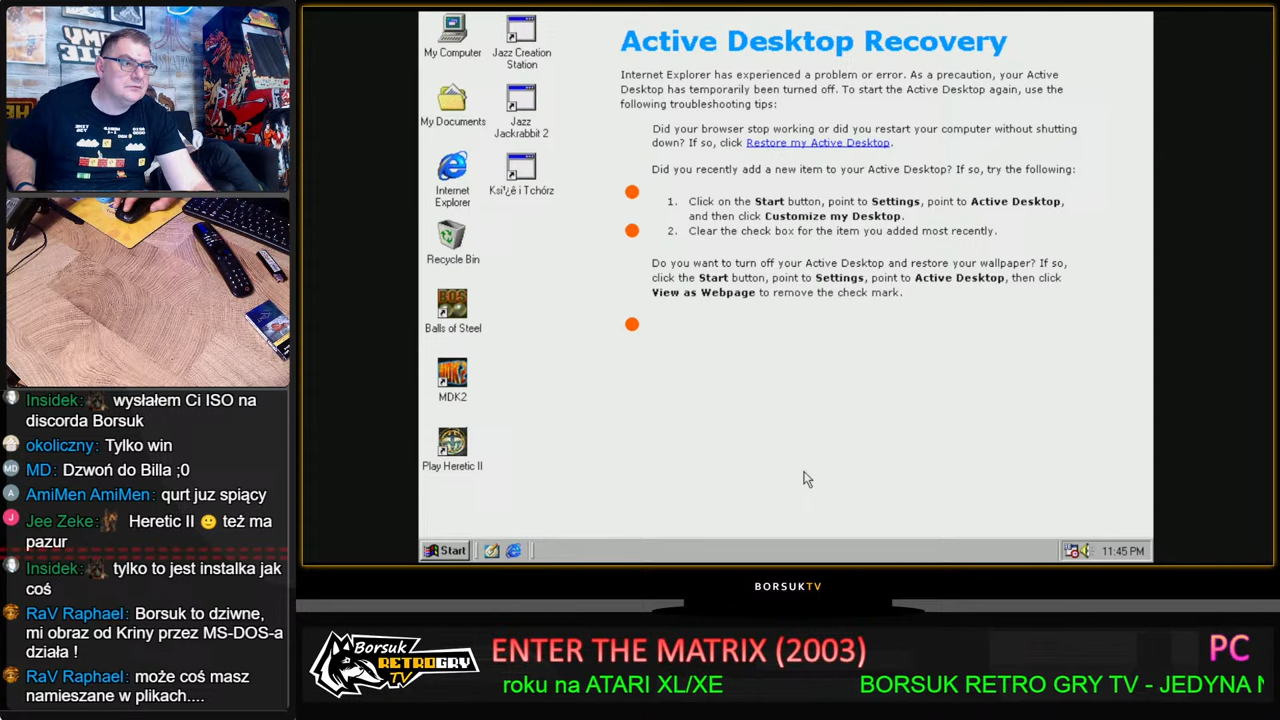 My Computer
Jazz Creation
Station
My Documents
Jazz
Jackrabbit 2
Internet
Explorer
Ksi¹¿ê i Tchórz
Recycle Bin
Balls of Steel
MDK2
Play Heretic II
Active Desktop Recovery
Internet Explorer has experienced a problem or error. As a precaution, your Active
Desktop has temporarily been turned off. To start the Active Desktop again, use the
following troubleshooting tips:
Did your browser stop working or did you restart your computer without shutting
down? If so, click Restore my Active Desktop.
Did you recently add a new item to your Active Desktop? If so, try the following:
1. Click on the Start button, point to Settings, point to Active Desktop,
and then click Customize my Desktop.
2. Clear the check box for the item you added most recently.
Do you want to turn off your Active Desktop and restore your wallpaper? If so,
click the Start button, point to Settings, point to Active Desktop, then click
View as Webpage to remove the check mark.
Start
11:45 PM
Insidek: wysłałem Ci ISO na
discorda Borsuk
okoliczny: Tylko win
MD MD: Dzwoń do Billa ;0
A AmiMen AmiMen: qurt juz spiący
J Jee Zeke: Heretic II 🙂 też ma
pazur
Insidek: tylko to jest instalka jak
coś
RaV Raphael: Borsuk to dziwne,
mi obraz od Kriny przez MS-DOS-a
działa !
RaV Raphael: może coś masz
namieszane w plikach....
BORSUKTV
Borsuk
RETROGRY
TV
ENTER THE MATRIX (2003)
PC
roku na ATARI XL/XE
BORSUK RETRO GRY TV - JEDYNA